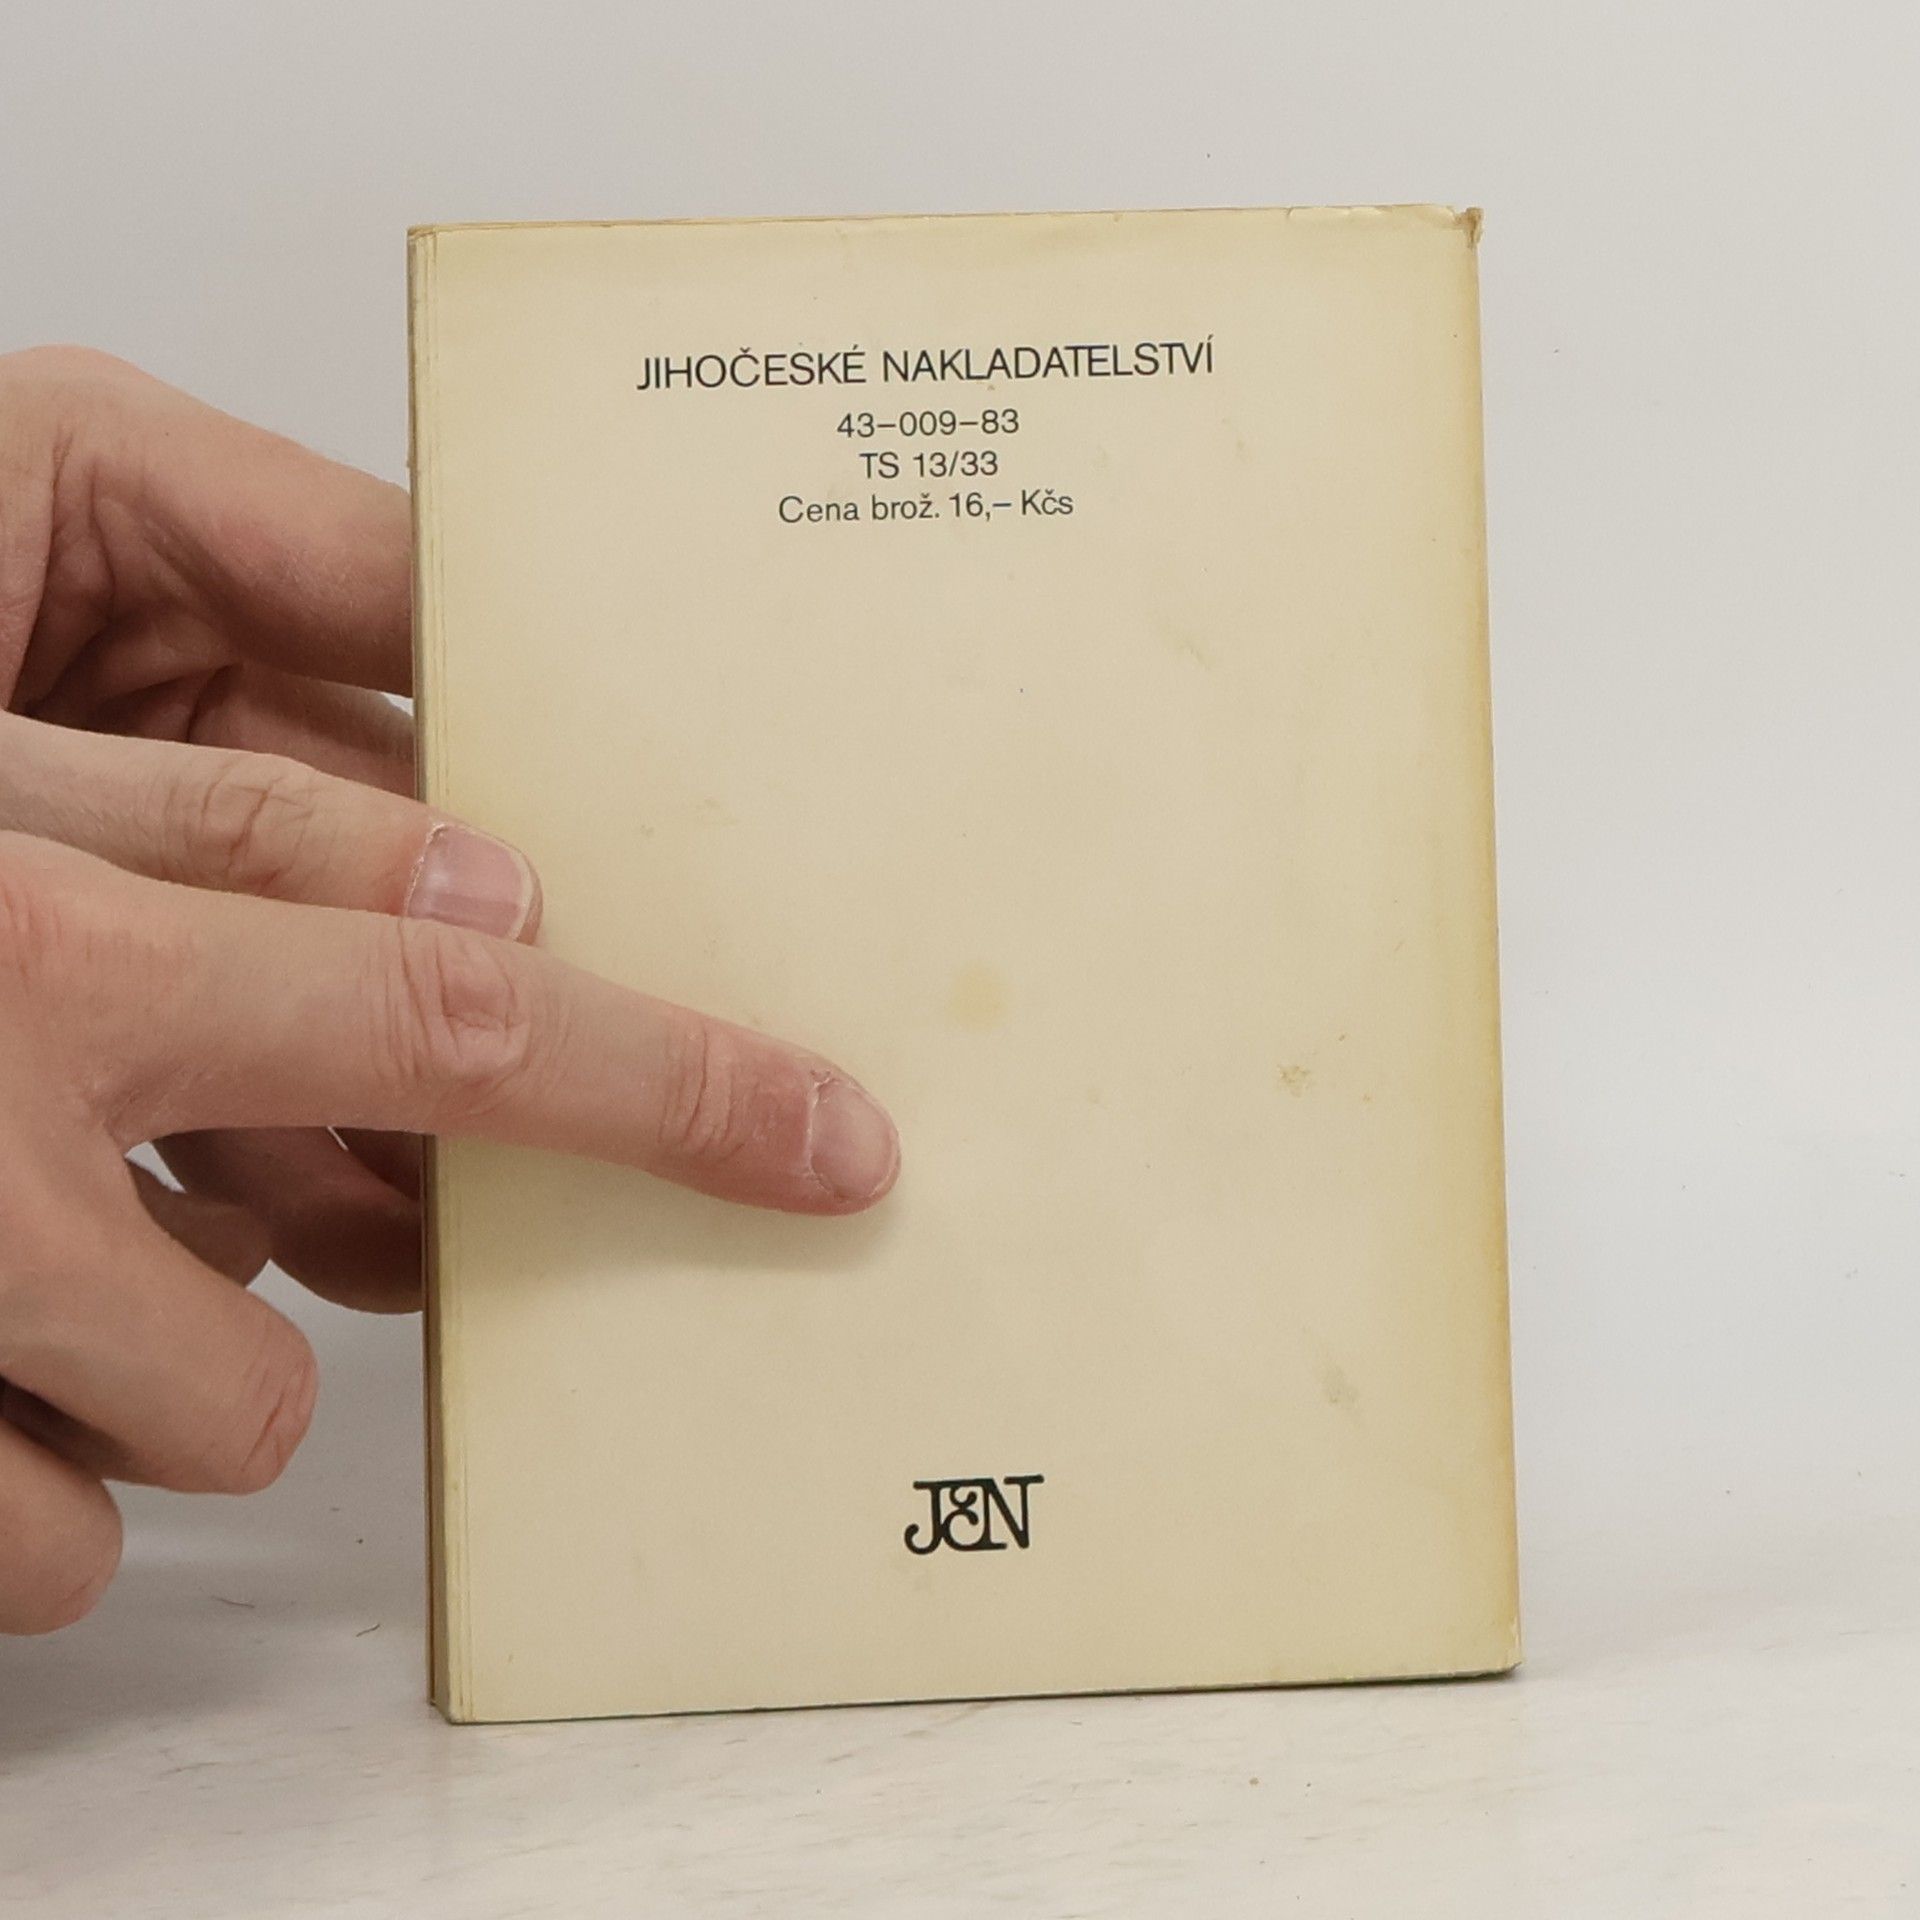 JIHOČESKÉ NAKLADATELSTVÍ
43–009–83
TS 13/33
Cena brož. 16,– Kčs
JčN